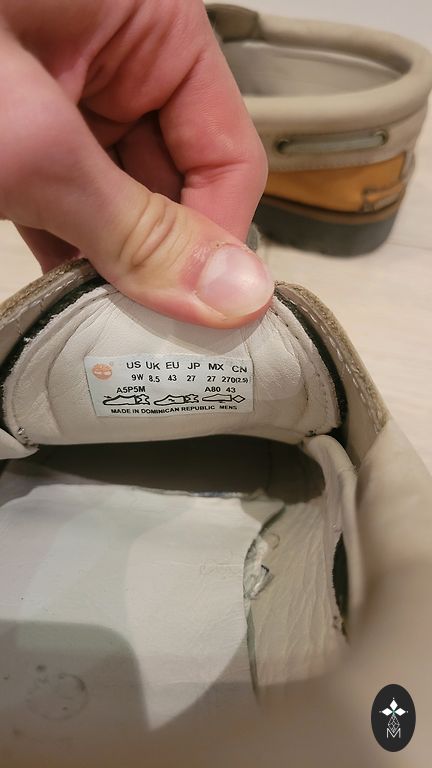 US UK EU JP MX CN
9W 8.5 43 27 27 270(2.5)
A5P5M A80 43
MADE IN DOMINICAN REPUBLIC MENS
M